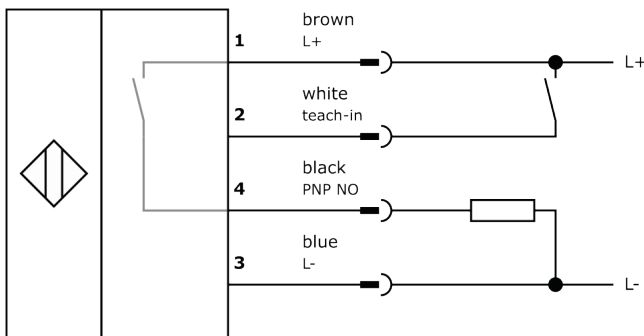 brown
1 L+ L+
white
2 teach-in
black
4 PNP NO
blue
3 L- L-